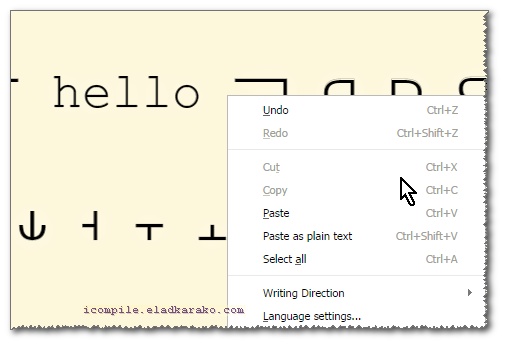 hello
Undo Ctrl+Z
Redo Ctrl+Shift+Z
Cut Ctrl+X
Copy Ctrl+C
Paste Ctrl+V
Paste as plain text Ctrl+Shift+V
Select all Ctrl+A
Writing Direction
Language settings...
icompile.eladkarako.com